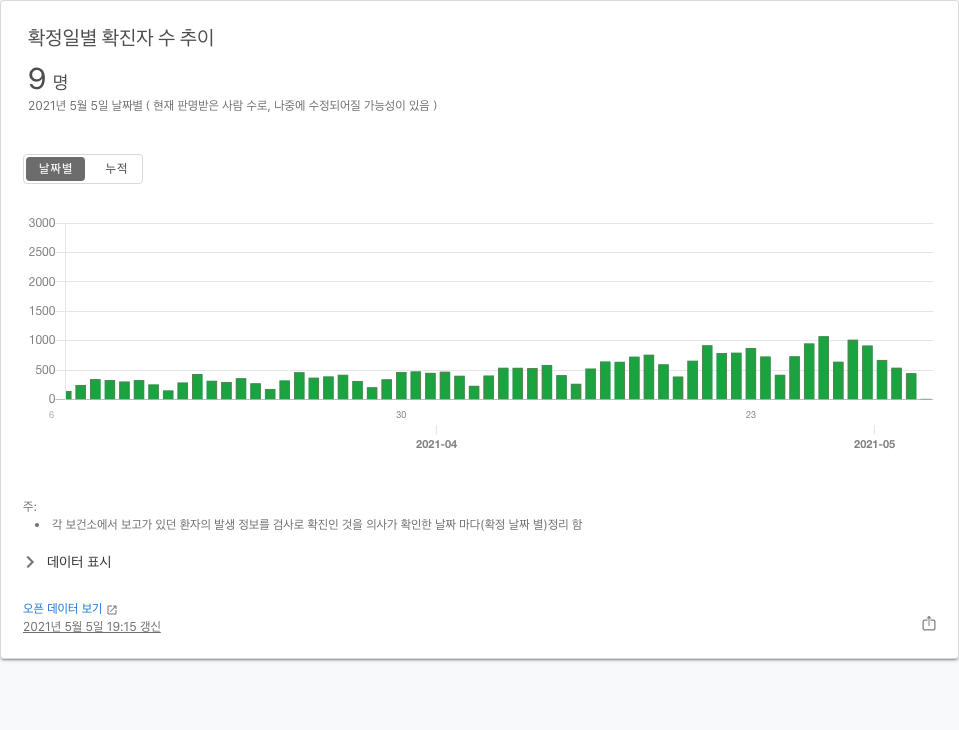 확정일별 확진자 수 추이
9 명
2021년 5월 5일 날짜별 ( 현재 판명받은 사람 수로, 나중에 수정되어질 가능성이 있음 )
날짜별 누적
3000
2500
2000
1500
1000
500
0
6 30 23
2021-04 2021-05
주:
• 각 보건소에서 보고가 있던 환자의 발생 정보를 검사로 확진인 것을 의사가 확인한 날짜 마다(확정 날짜 별)정리 함
데이터 표시
오픈 데이터 보기
2021년 5월 5일 19:15 갱신